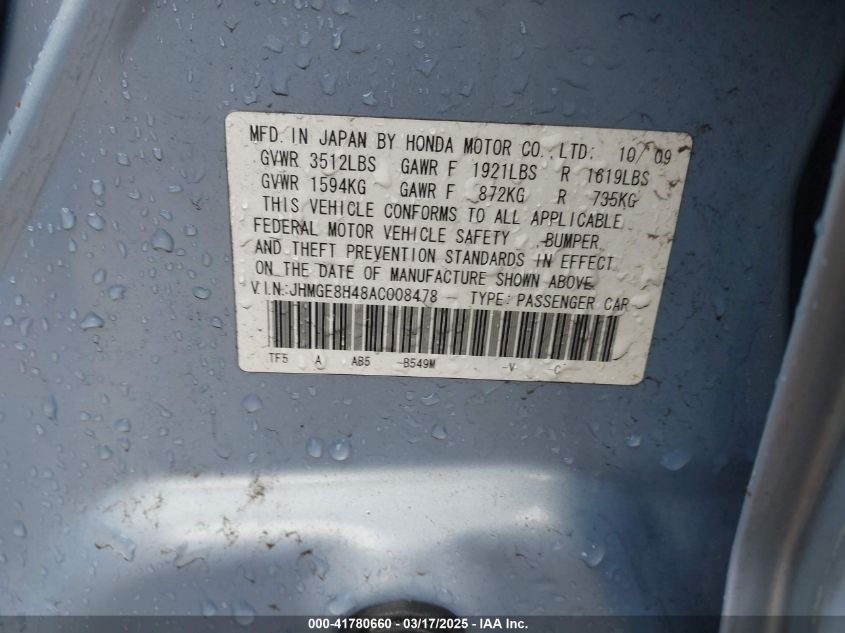 MFD. IN JAPAN BY HONDA MOTOR CO., LTD. 10/09
GVWR 3512LBS GAWR F 1921LBS R 1619LBS
GVWR 1594KG GAWR F 872KG R 735KG
THIS VEHICLE CONFORMS TO ALL APPLICABLE
FEDERAL MOTOR VEHICLE SAFETY, BUMPER,
AND THEFT PREVENTION STANDARDS IN EFFECT
ON THE DATE OF MANUFACTURE SHOWN ABOVE.
V.I.N.:JHMGE8H48AC008478 TYPE: PASSENGER CAR
TF5 A AB5 -B549M -V -C
000-41780660 - 03/17/2025 - IAA Inc.